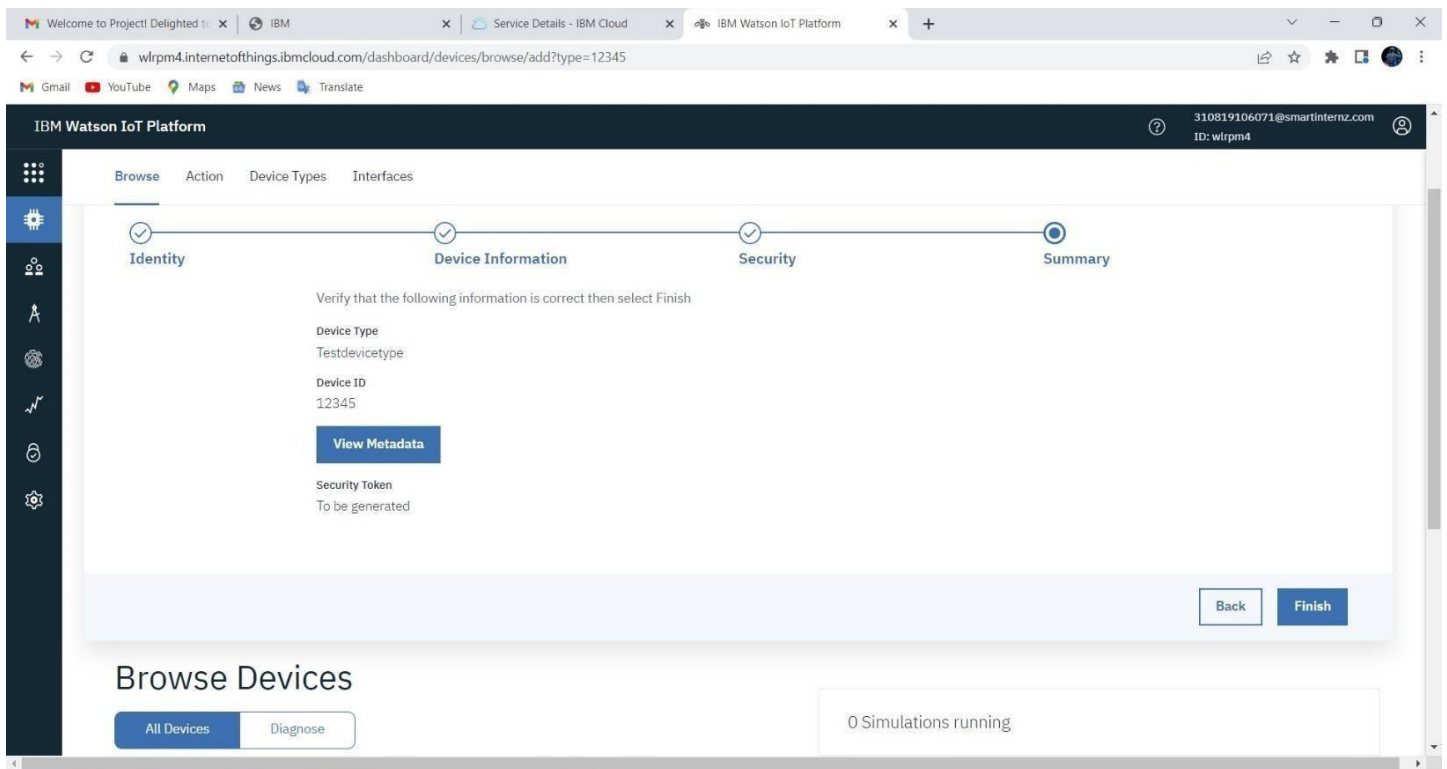 Welcome to Project! Delighted to
IBM
Service Details - IBM Cloud
IBM Watson IoT Platform
wlrpm4.internetofthings.ibmcloud.com/dashboard/devices/browse/add?type=12345
Gmail YouTube Maps News Translate
IBM Watson IoT Platform
310819106071@smartinternz.com
ID: wlrpm4
Browse Action Device Types Interfaces
Identity Device Information Security Summary
Verify that the following information is correct then select Finish
Device Type
Testdevicetype
Device ID
12345
View Metadata
Security Token
To be generated
Back Finish
Browse Devices
All Devices Diagnose
0 Simulations running